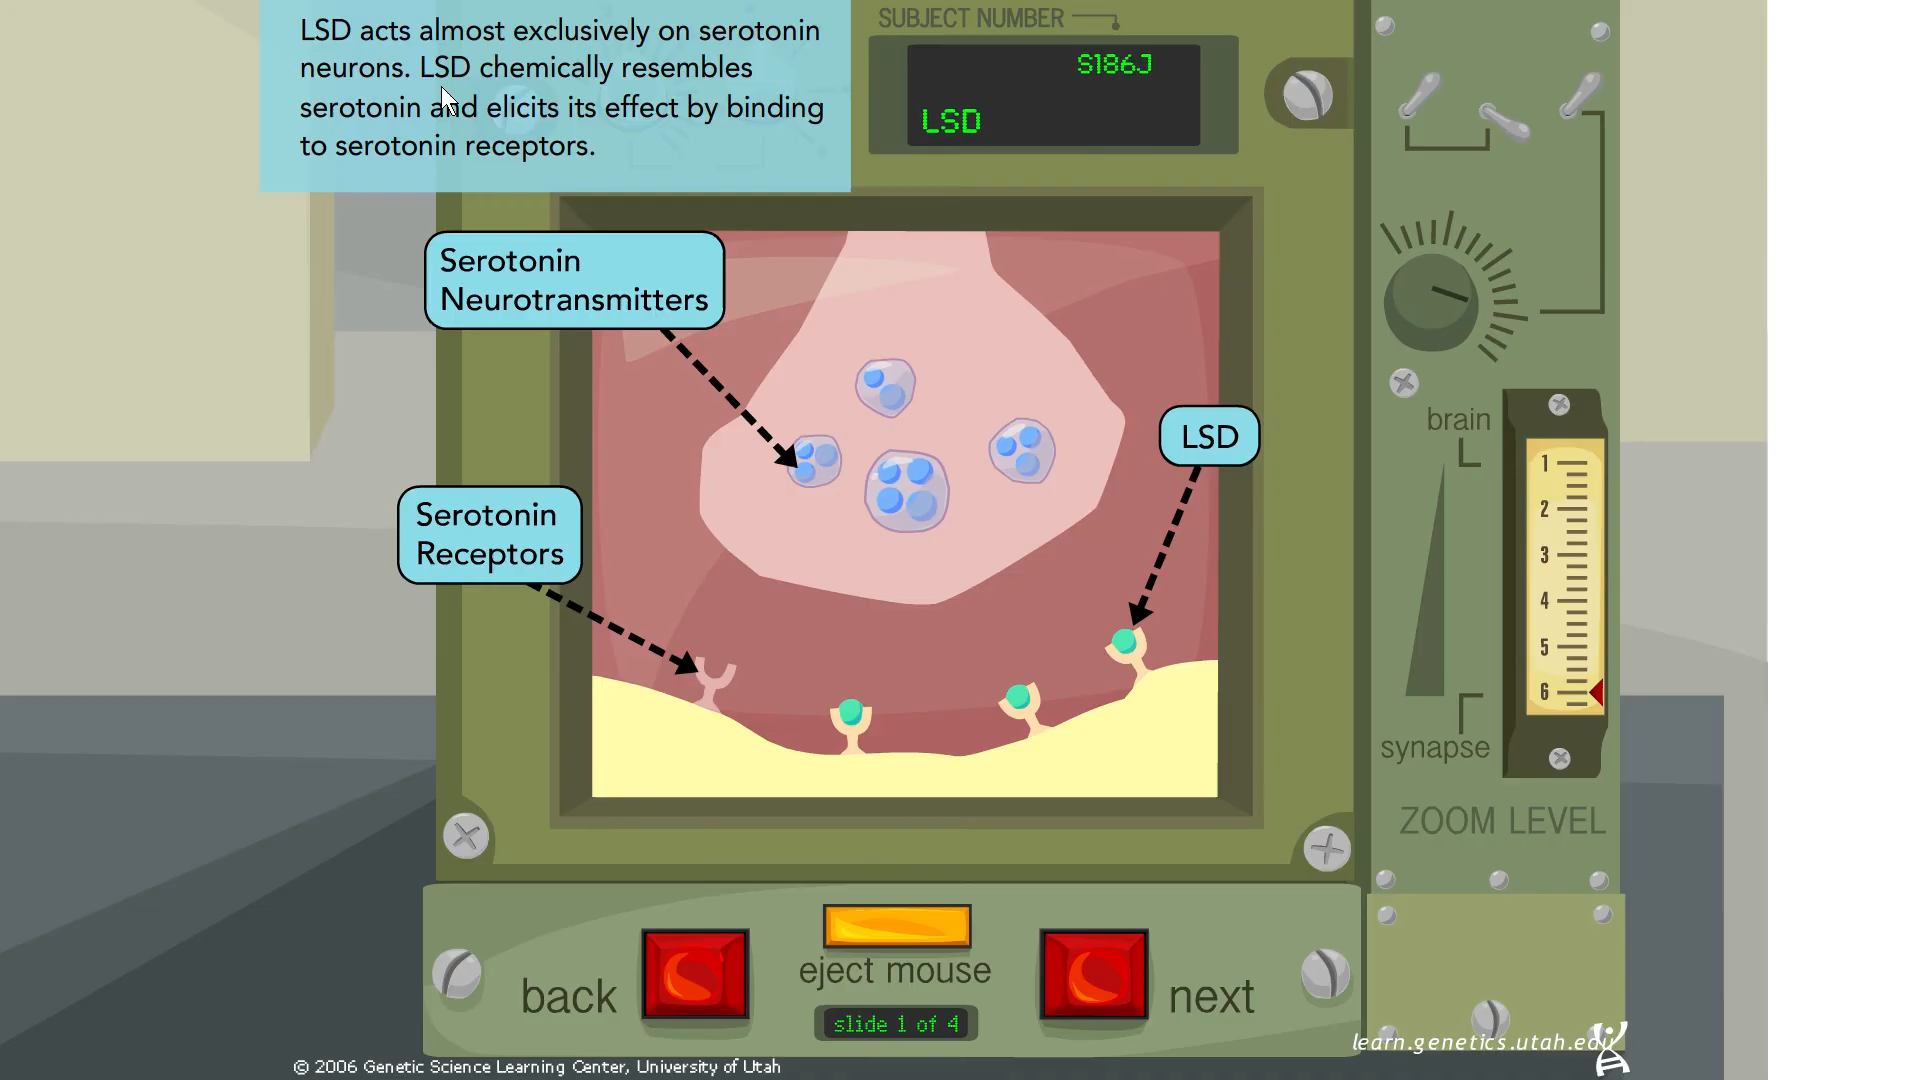 LSD acts almost exclusively on serotonin
neurons. LSD chemically resembles
serotonin and elicits its effect by binding
to serotonin receptors.
SUBJECT NUMBER
S186J
LSD
Serotonin
Neurotransmitters
LSD
Serotonin
Receptors
brain
1
2
3
4
5
6
synapse
ZOOM LEVEL
back
eject mouse
next
slide 1 of 4
learn.genetics.utah.edu
© 2006 Genetic Science Learning Center, University of Utah